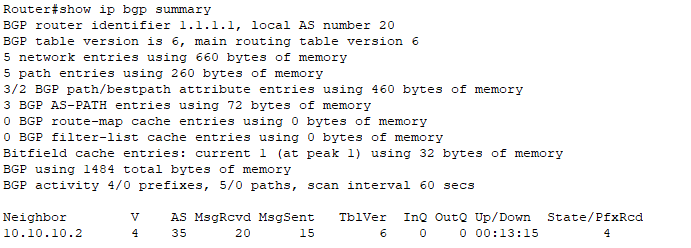 Router#show ip bgp summary
BGP router identifier 1.1.1.1, local AS number 20
BGP table version is 6, main routing table version 6
5 network entries using 660 bytes of memory
5 path entries using 260 bytes of memory
3/2 BGP path/bestpath attribute entries using 460 bytes of memory
3 BGP AS-PATH entries using 72 bytes of memory
0 BGP route-map cache entries using 0 bytes of memory
0 BGP filter-list cache entries using 0 bytes of memory
Bitfield cache entries: current 1 (at peak 1) using 32 bytes of memory
BGP using 1484 total bytes of memory
BGP activity 4/0 prefixes, 5/0 paths, scan interval 60 secs

Neighbor        V    AS MsgRcvd MsgSent   TblVer  InQ OutQ Up/Down  State/PfxRcd
10.10.10.2      4    35      20      15        6    0    0 00:13:15        4